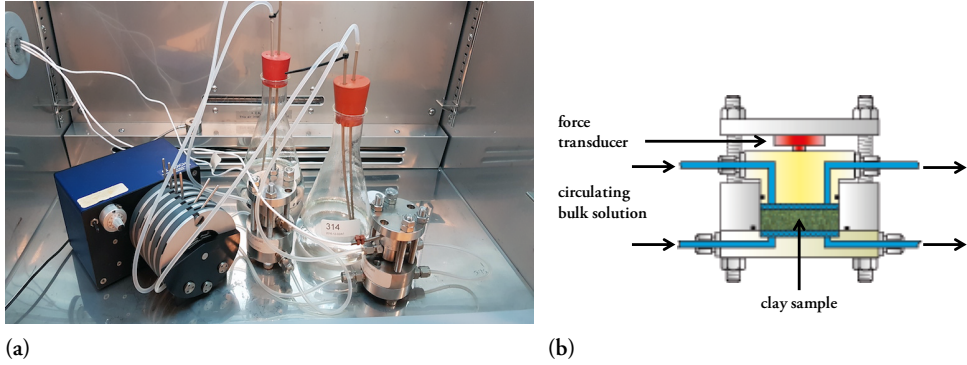 314
force
transducer
circulating
bulk solution
clay sample
(a)
(b)